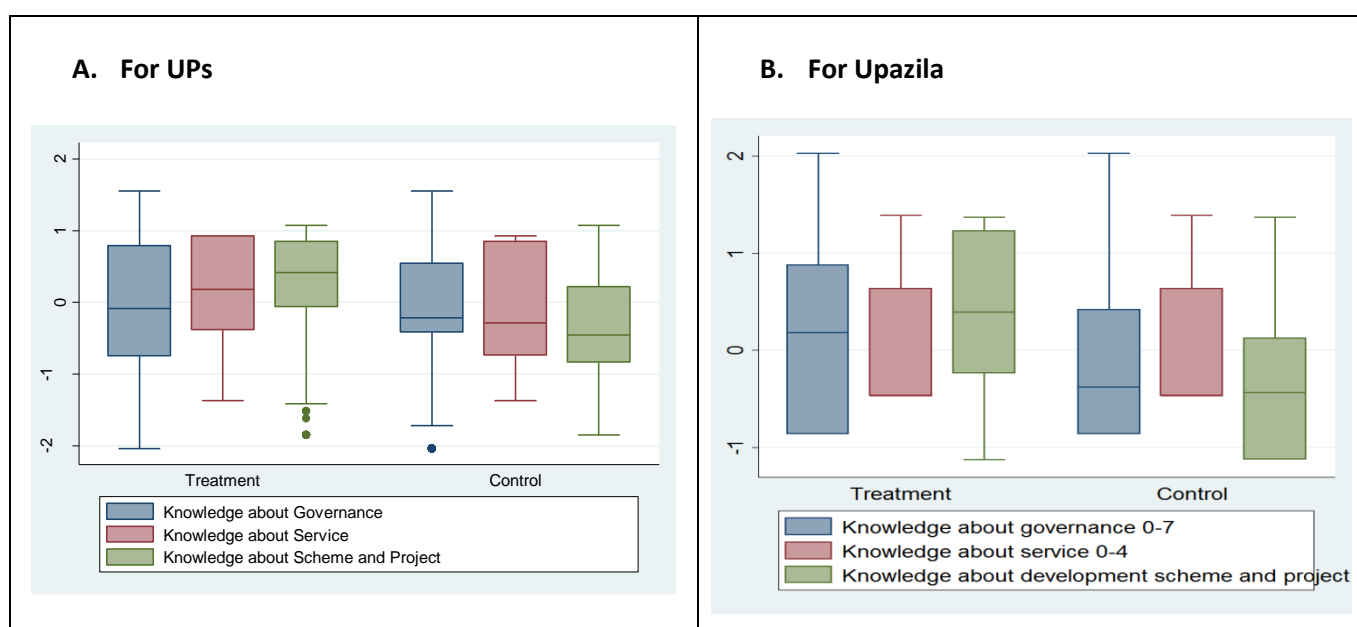 A. For UPs
2
1
0
-1
-2
Treatment
Control
Knowledge about Governance
Knowledge about Service
Knowledge about Scheme and Project
B. For Upazila
2
1
0
-1
Treatment
Control
Knowledge about governance 0-7
Knowledge about service 0-4
Knowledge about development scheme and project